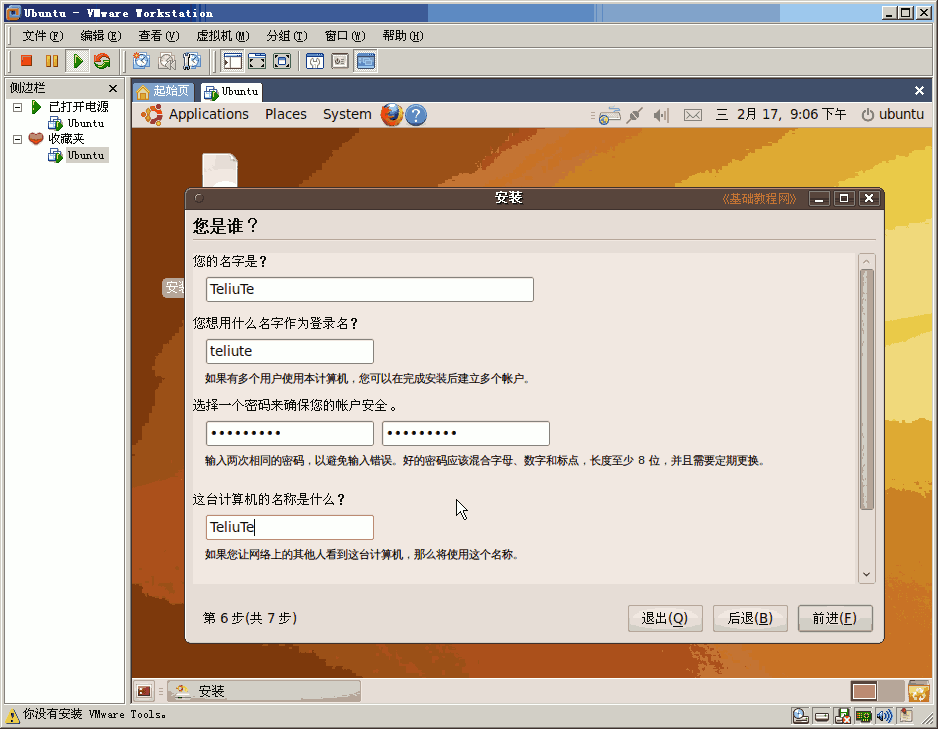 Ubuntu - VMware Workstation
文件(F) 编辑(E) 查看(V) 虚拟机(M) 分组(T) 窗口(W) 帮助(H)
侧边栏
已打开电源
Ubuntu
收藏夹
Ubuntu
起始页 Ubuntu
Applications Places System 三 2月 17, 9:06 下午 ubuntu
安装 《基础教程网》
您是谁？
您的名字是？
TeliuTe
您想用什么名字作为登录名？
teliute
如果有多个用户使用本计算机，您可以在完成安装后建立多个帐户。
选择一个密码来确保您的帐户安全。
••••••••• •••••••••
输入两次相同的密码，以避免输入错误。好的密码应该混合字母、数字和标点，长度至少 8 位，并且需要定期更换。
这台计算机的名称是什么？
TeliuTe
如果您让网络上的其他人看到这台计算机，那么将使用这个名称。
第 6 步(共 7 步) 退出(Q) 后退(B) 前进(F)
安装
你没有安装 VMware Tools。